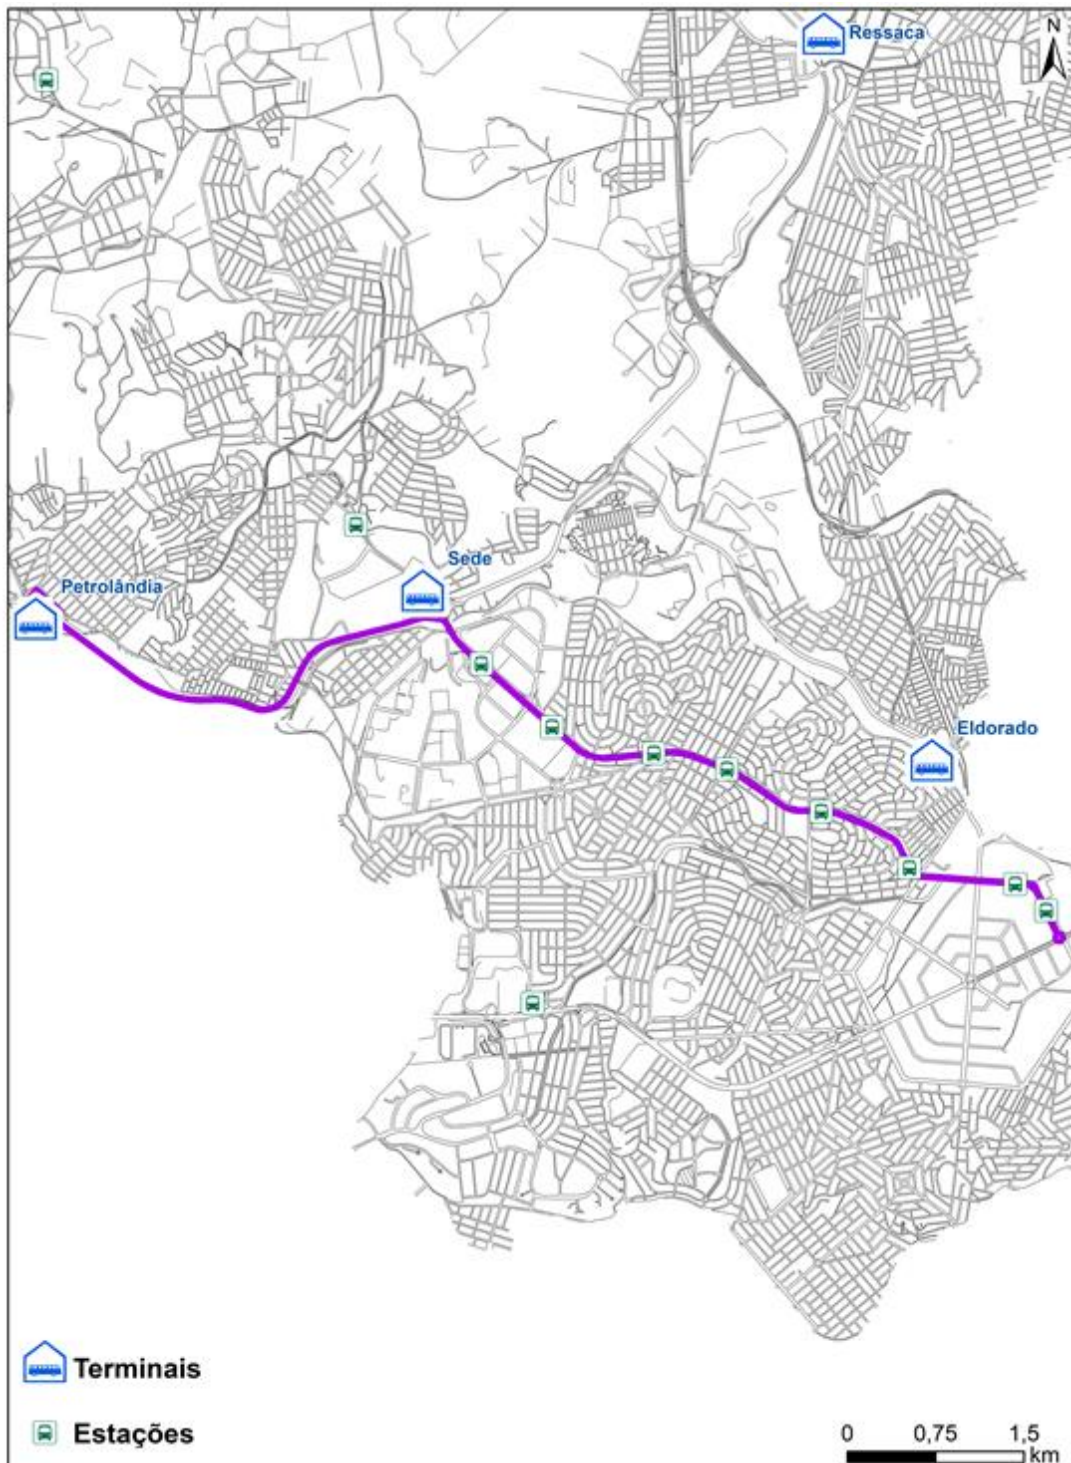 Ressaca
N
Sede
Petrolândia
Eldorado
Terminais
Estações
0 0,75 1,5
km